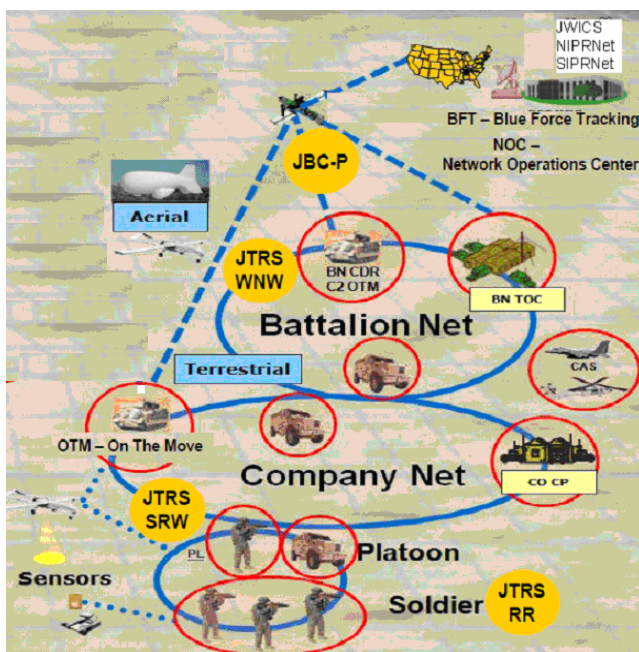 JWICS
NIPRNet
SIPRNet
BFT – Blue Force Tracking
NOC –
Network Operations Center
JBC-P
Aerial
JTRS
WNW
BN CDR
C2 OTM
BN TOC
Battalion Net
Terrestrial
CAS
OTM – On The Move
Company Net
CO CP
JTRS
SRW
PL
Platoon
Sensors
Soldier
JTRS
RR